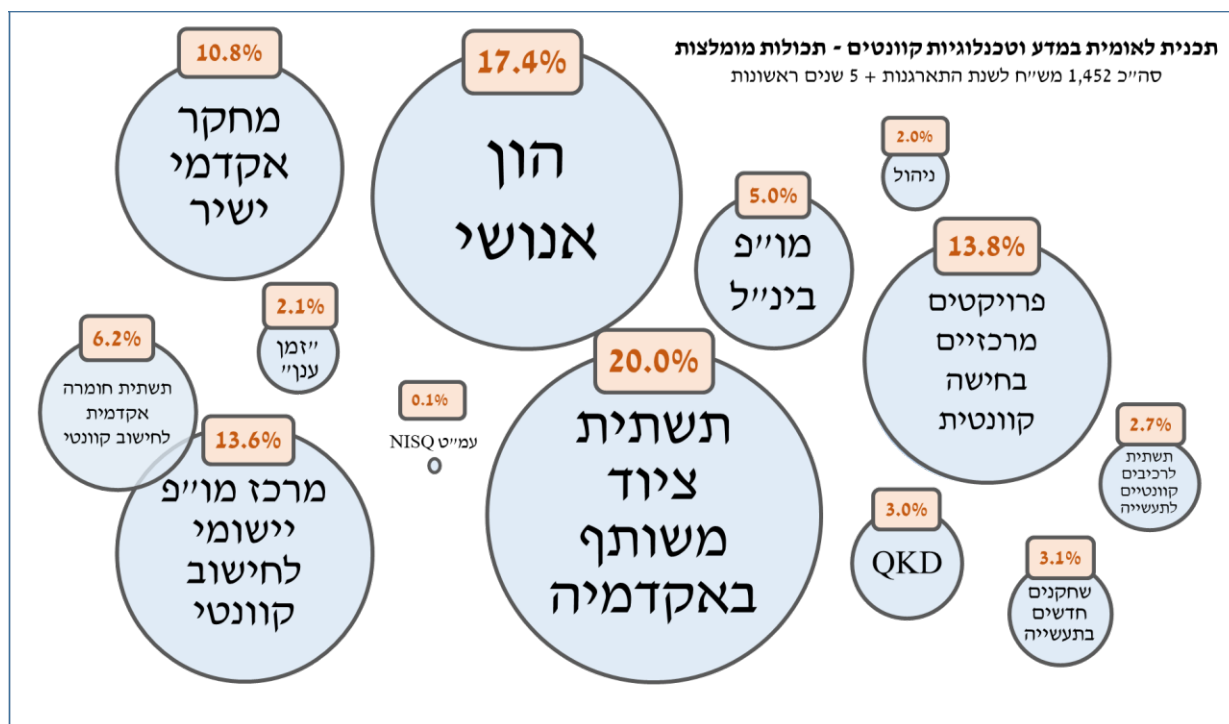 תכנית לאומית במדע וטכנולוגיות קוונטים - תכולות מומלצות
סה״כ 1,452 מש״ח לשנת התארגנות + 5 שנים ראשונות
10.8%
מחקר
אקדמי
ישיר
17.4%
הון
אנושי
2.0%
ניהול
5.0%
מו״פ
בינ״ל
13.8%
פרויקטים
מרכזיים
בחישה
קוונטית
2.1%
״זמן
ענן״
6.2%
תשתית חומרה
אקדמית
לחישוב קוונטי
20.0%
תשתית
ציוד
משותף
באקדמיה
0.1%
עמ״ט NISQ
13.6%
מרכז מו״פ
יישומי
לחישוב
קוונטי
2.7%
תשתית
לרכיבים
קוונטיים
לתעשייה
3.0%
QKD
3.1%
שחקנים
חדשים
בתעשייה